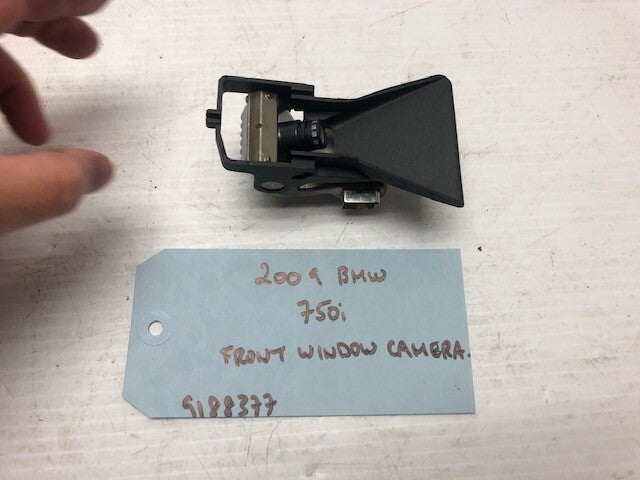 2009 BMW
750i
FRONT WINDOW CAMERA.
9188377